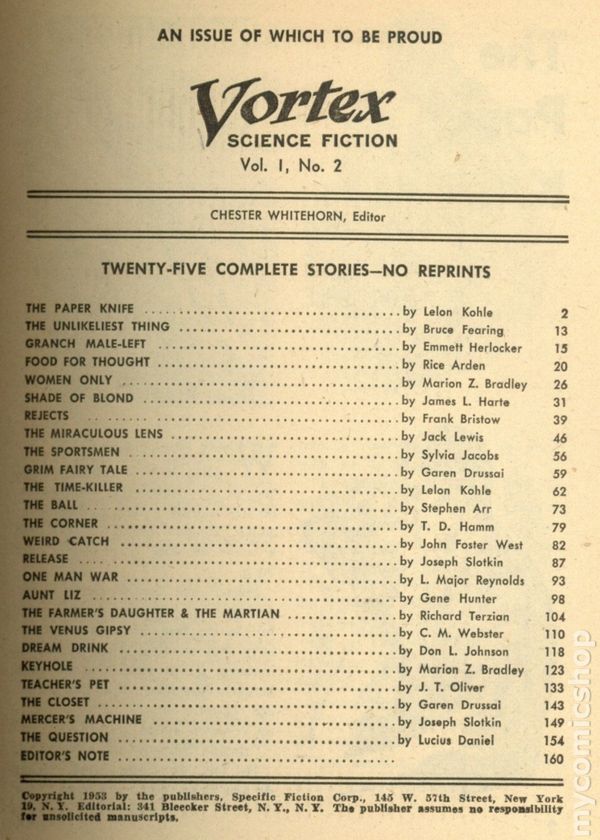 AN ISSUE OF WHICH TO BE PROUD
Vortex
SCIENCE FICTION
Vol. 1, No. 2
CHESTER WHITEHORN, Editor
TWENTY-FIVE COMPLETE STORIES—NO REPRINTS
THE PAPER KNIFE by Lelon Kohle 2
THE UNLIKELIEST THING by Bruce Fearing 13
GRANCH MALE-LEFT by Emmett Herlocker 15
FOOD FOR THOUGHT by Rice Arden 20
WOMEN ONLY by Marion Z. Bradley 26
SHADE OF BLOND by James L. Harte 31
REJECTS by Frank Bristow 39
THE MIRACULOUS LENS by Jack Lewis 46
THE SPORTSMEN by Sylvia Jacobs 56
GRIM FAIRY TALE by Garen Drussai 59
THE TIME-KILLER by Lelon Kohle 62
THE BALL by Stephen Arr 73
THE CORNER by T. D. Hamm 79
WEIRD CATCH by John Foster West 82
RELEASE by Joseph Slotkin 87
ONE MAN WAR by L. Major Reynolds 93
AUNT LIZ by Gene Hunter 98
THE FARMER'S DAUGHTER & THE MARTIAN by Richard Terzian 104
THE VENUS GIPSY by C. M. Webster 110
DREAM DRINK by Don L. Johnson 118
KEYHOLE by Marion Z. Bradley 123
TEACHER'S PET by J. T. Oliver 133
THE CLOSET by Garen Drussai 143
MERCER'S MACHINE by Joseph Slotkin 149
THE QUESTION by Lucius Daniel 154
EDITOR'S NOTE 160
Copyright 1953 by the publishers, Specific Fiction Corp., 145 W. 57th Street, New York
19, N. Y. Editorial: 341 Bleecker Street, N. Y., N. Y. The publisher assumes no responsibility
for unsolicited manuscripts.
mycomicshop